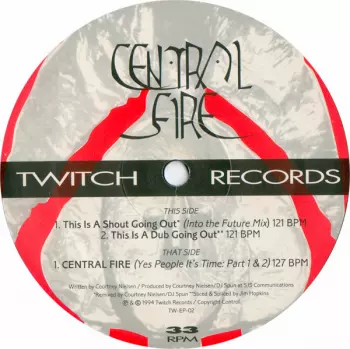 CENTRAL
FIRE
TWITCH RECORDS
THIS SIDE
1. This Is A Shout Going Out* (Into the Future Mix) 121 BPM
2. This Is A Dub Going Out** 121 BPM
THAT SIDE
1. CENTRAL FIRE (Yes People It's Time: Part 1 & 2) 127 BPM
Written by Courtney Nielsen / Produced by Courtney Nielsen/DJ Spun at S/D Communications
*Remixed by Courtney Nielsen/DJ Spun **Sliced & Soliced by Jim Hopkins
℗ & © 1994 Twitch Records / Copyright Control.
TW-EP-02
33
RPM